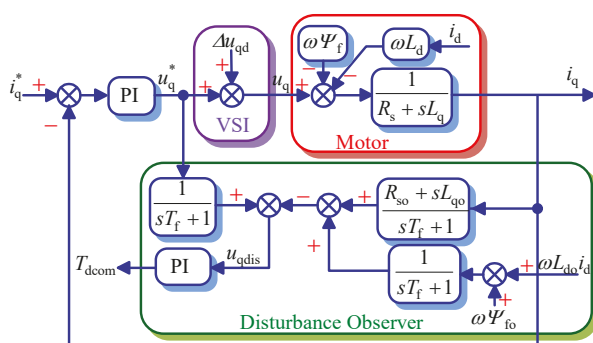 Δu_qd
ωΨ_f
ωL_d
i_d
i_q^*
+
PI
u_q^*
+
+
u_q
+
−
−
1
R_s + sL_q
i_q
−
VSI
Motor
1
sT_f + 1
+
−
+
R_so + sL_qo
sT_f + 1
+
T_dcom
PI
u_qdis
1
sT_f + 1
+
ωL_do i_d
+
ωΨ_fo
Disturbance Observer